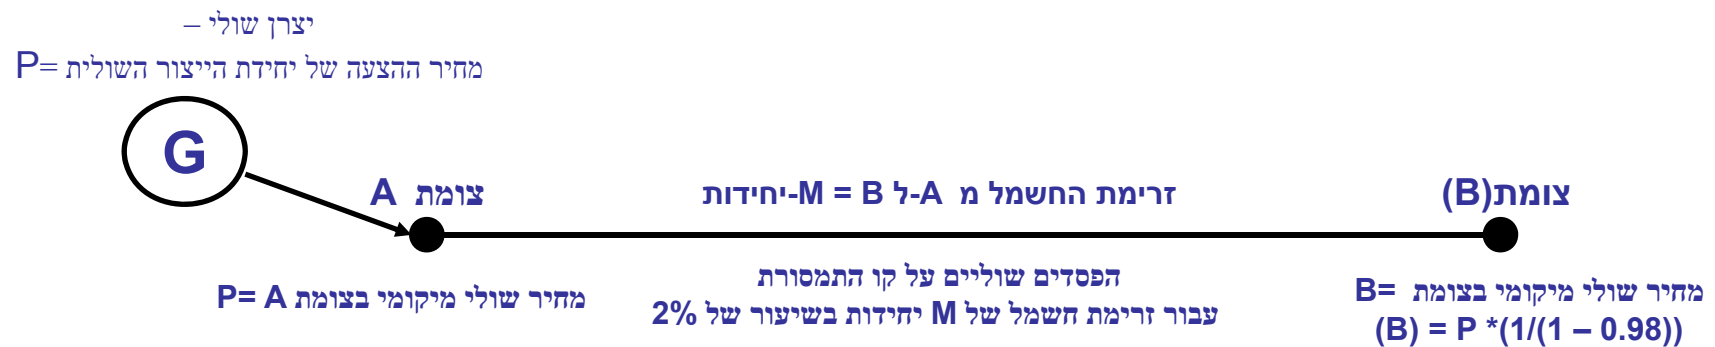 יצרן שולי –
מחיר ההצעה של יחידת הייצור השולית =P
G
צומת A
זרימת החשמל מ A-ל M = B-יחידות
צומת(B)
מחיר שולי מיקומי בצומת P= A
הפסדים שוליים על קו התמסורת
עבור זרימת חשמל של M יחידות בשיעור של 2%
מחיר שולי מיקומי בצומת B=
(B) = P *(1/(1 – 0.98))